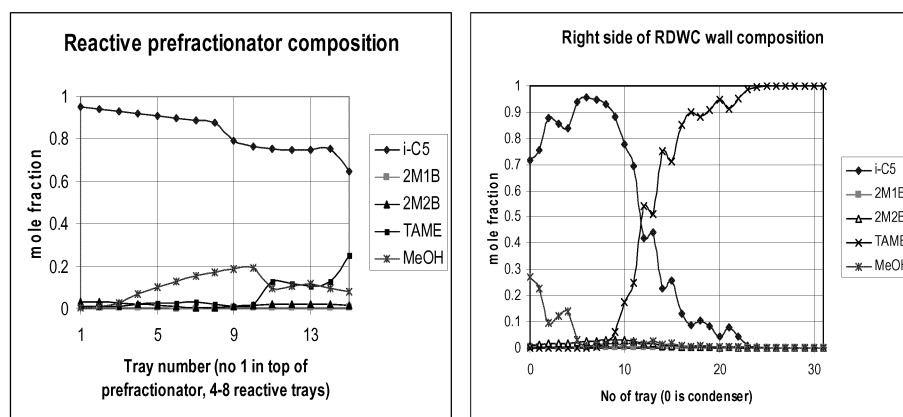 Reactive prefractionator composition
mole fraction
1
0.8
0.6
0.4
0.2
0
1 5 9 13
Tray number (no 1 in top of
prefractionator, 4-8 reactive trays)
i-C5
2M1B
2M2B
TAME
MeOH
Right side of RDWC wall composition
mole fraction
1
0.9
0.8
0.7
0.6
0.5
0.4
0.3
0.2
0.1
0
0 10 20 30
No of tray (0 is condenser)
i-C5
2M1B
2M2B
TAME
MeOH